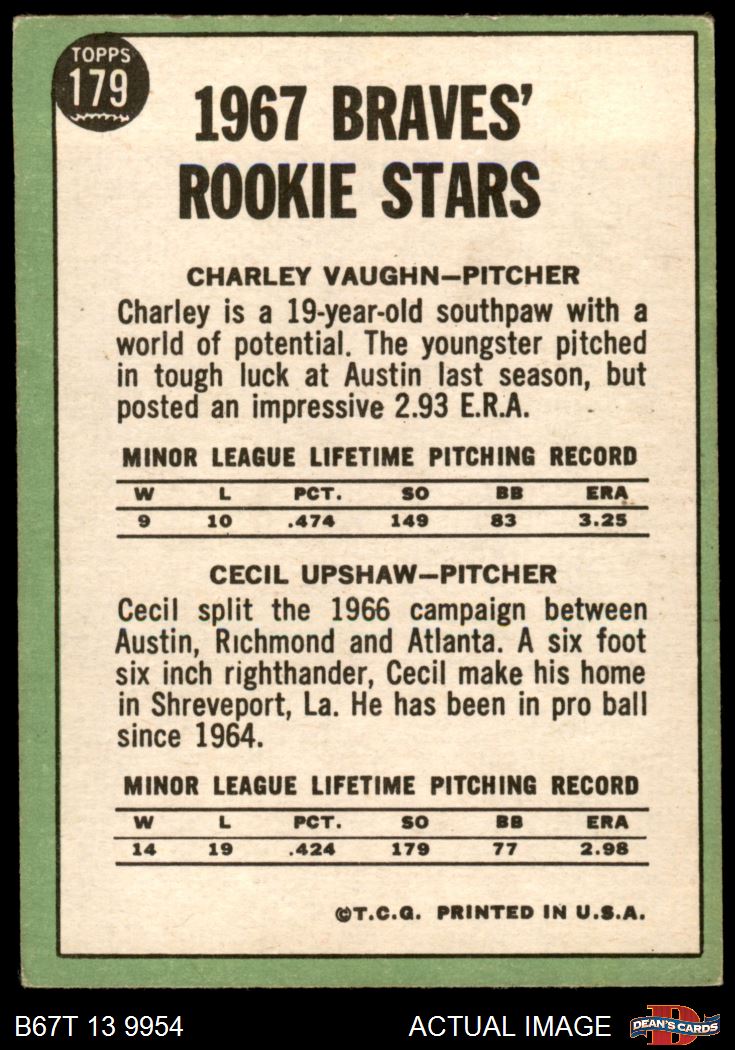 TOPPS
179
1967 BRAVES'
ROOKIE STARS
CHARLEY VAUGHN—PITCHER
Charley is a 19-year-old southpaw with a
world of potential. The youngster pitched
in tough luck at Austin last season, but
posted an impressive 2.93 E.R.A.
MINOR LEAGUE LIFETIME PITCHING RECORD
W L PCT. SO BB ERA
9 10 .474 149 83 3.25
CECIL UPSHAW—PITCHER
Cecil split the 1966 campaign between
Austin, Richmond and Atlanta. A six foot
six inch righthander, Cecil make his home
in Shreveport, La. He has been in pro ball
since 1964.
MINOR LEAGUE LIFETIME PITCHING RECORD
W L PCT. SO BB ERA
14 19 .424 179 77 2.98
©T.C.G. PRINTED IN U.S.A.
B67T 13 9954 ACTUAL IMAGE D DEAN'S CARDS